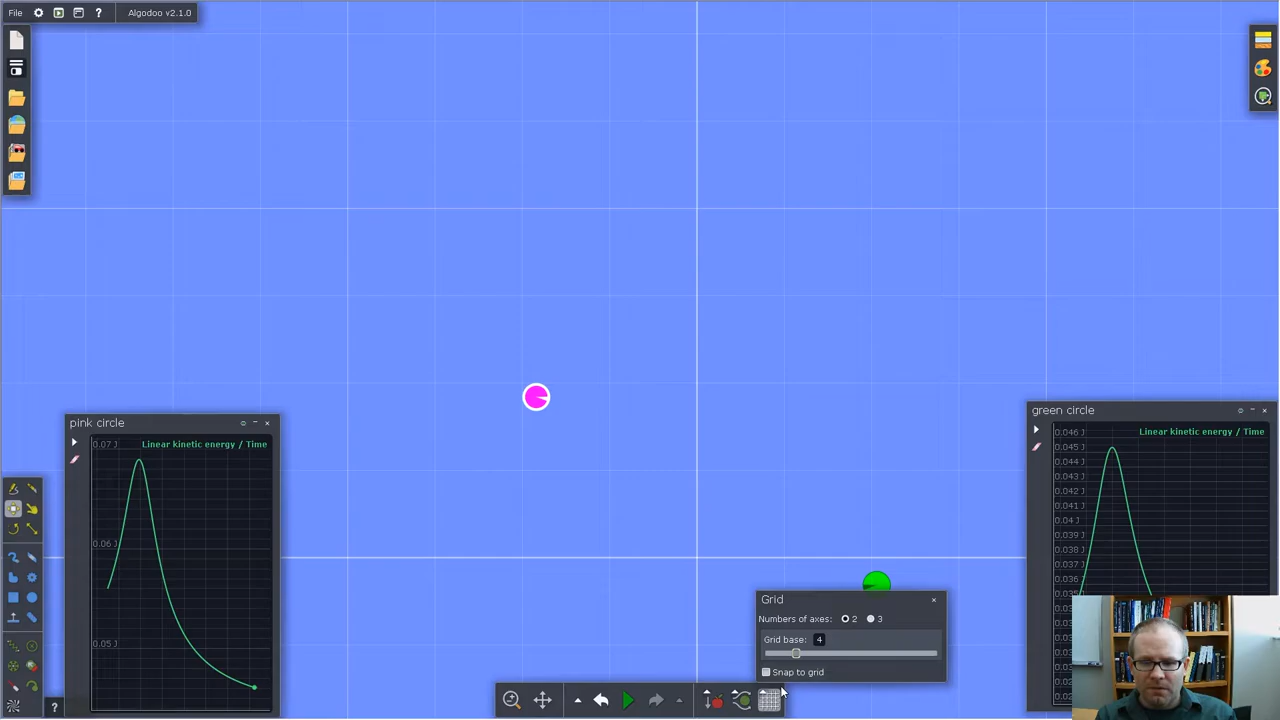 File
?
Algodoo v2.1.0
pink circle
Linear kinetic energy / Time
0.07 J
0.06 J
0.05 J
green circle
Linear kinetic energy / Time
0.046 J
0.045 J
0.044 J
0.043 J
0.042 J
0.041 J
0.04 J
0.039 J
0.038 J
0.037 J
0.036 J
Grid
Numbers of axes: 2 3
Grid base: 4
Snap to grid
?